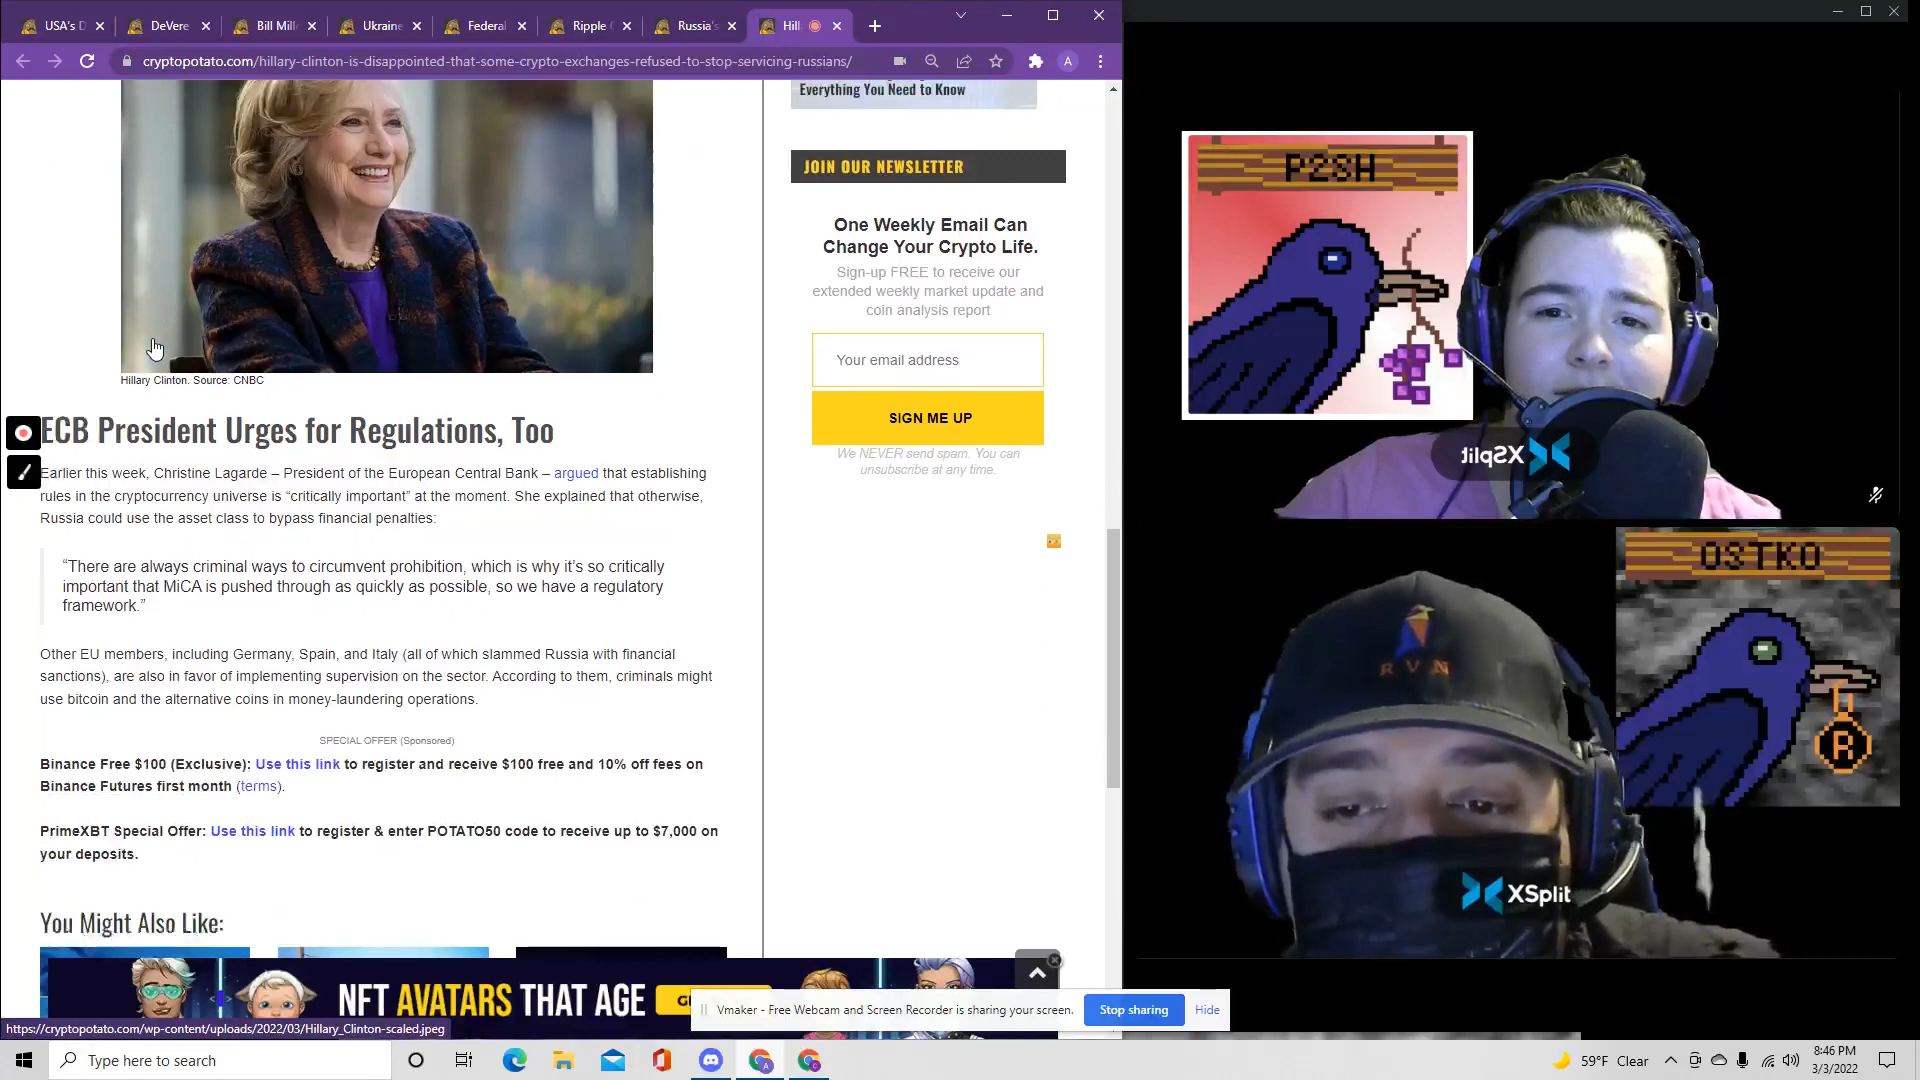 USA's D
DeVere
Bill Mill
Ukraine
Federal
Ripple (
Russia's
Hill
cryptopotato.com/hillary-clinton-is-disappointed-that-some-crypto-exchanges-refused-to-stop-servicing-russians/
A
Everything You Need to Know
JOIN OUR NEWSLETTER
One Weekly Email Can
Change Your Crypto Life.
Sign-up FREE to receive our
extended weekly market update and
coin analysis report
Your email address
SIGN ME UP
We NEVER send spam. You can
unsubscribe at any time.
Hillary Clinton. Source: CNBC
ECB President Urges for Regulations, Too
Earlier this week, Christine Lagarde – President of the European Central Bank – argued that establishing
rules in the cryptocurrency universe is “critically important” at the moment. She explained that otherwise,
Russia could use the asset class to bypass financial penalties:
“There are always criminal ways to circumvent prohibition, which is why it’s so critically
important that MiCA is pushed through as quickly as possible, so we have a regulatory
framework.”
Other EU members, including Germany, Spain, and Italy (all of which slammed Russia with financial
sanctions), are also in favor of implementing supervision on the sector. According to them, criminals might
use bitcoin and the alternative coins in money-laundering operations.
SPECIAL OFFER (Sponsored)
Binance Free $100 (Exclusive): Use this link to register and receive $100 free and 10% off fees on
Binance Futures first month (terms).
PrimeXBT Special Offer: Use this link to register & enter POTATO50 code to receive up to $7,000 on
your deposits.
You Might Also Like:
NFT AVATARS THAT AGE
Vmaker - Free Webcam and Screen Recorder is sharing your screen.
Stop sharing
Hide
https://cryptopotato.com/wp-content/uploads/2022/03/Hillary_Clinton-scaled.jpeg
P2SH
XSplit
OSTKO
R
RVN
XSplit
Type here to search
59°F Clear
8:46 PM
3/3/2022